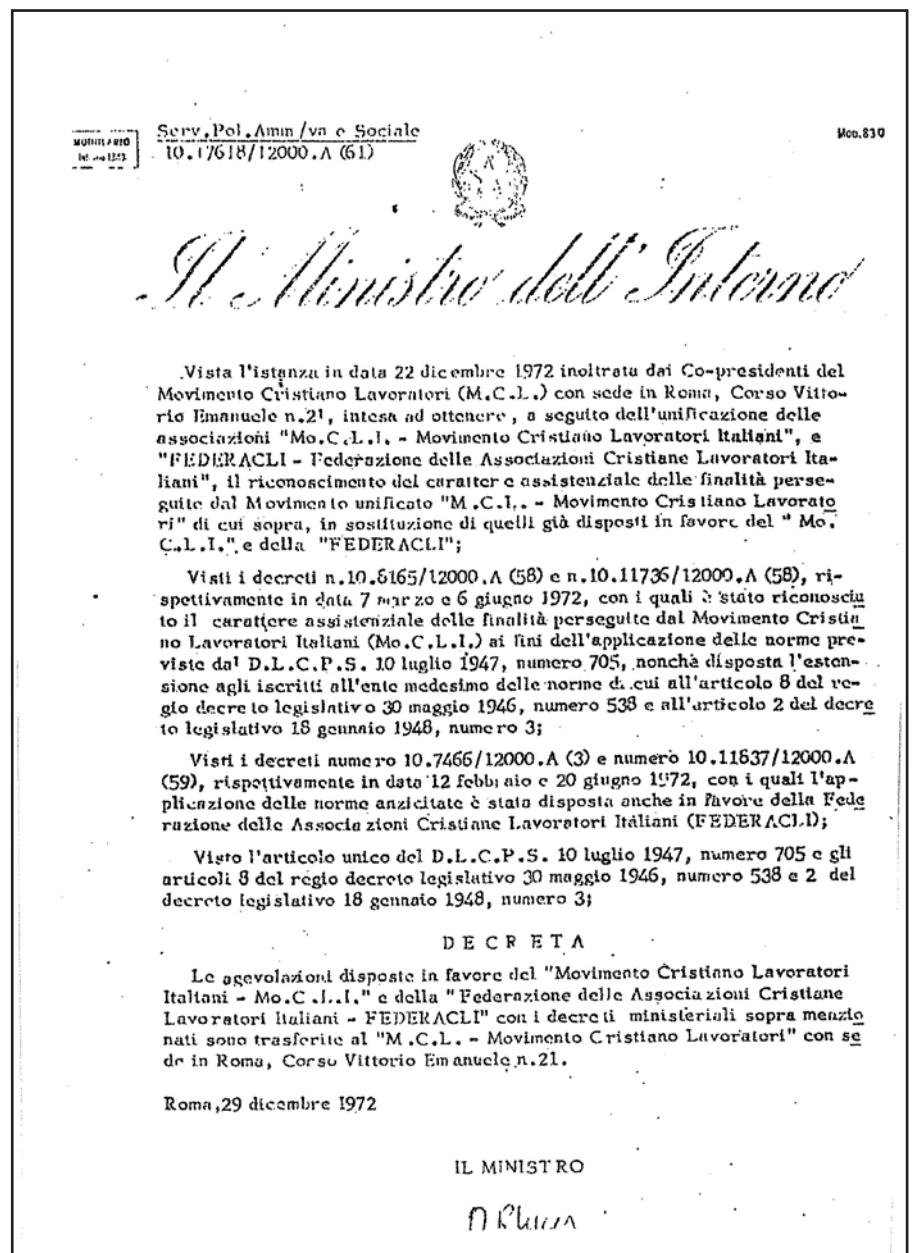 Serv.Pol.Amm/va e Sociale
Mod.830
10.17618/12000.A (61)
Il Ministro dell'Interno
Vista l'istanza in data 22 dicembre 1972 inoltrata dai Co-presidenti del
Movimento Cristiano Lavoratori (M.C.L.) con sede in Roma, Corso Vitto-
rio Emanuele n.21, intesa ad ottenere, a seguito dell'unificazione delle
associazioni "Mo.C.L.I. - Movimento Cristiano Lavoratori Italiani", e
"FEDERACLI - Federazione delle Associazioni Cristiane Lavoratori Ita-
liani", il riconoscimento del carattere assistenziale delle finalità perse-
guite dal Movimento unificato "M.C.L. - Movimento Cristiano Lavorato
ri" di cui sopra, in sostituzione di quelli già disposti in favore del "Mo.
C.L.I." e della "FEDERACLI";
Visti i decreti n.10.6165/12000.A (58) e n.10.11736/12000.A (58), ri-
spettivamente in data 7 marzo e 6 giugno 1972, con i quali è stato riconosciu
to il carattere assistenziale delle finalità perseguite dal Movimento Cristia
no Lavoratori Italiani (Mo.C.L.I.) ai fini dell'applicazione delle norme pre-
viste dal D.L.C.P.S. 10 luglio 1947, numero 705, nonchè disposta l'esten-
sione agli iscritti all'ente medesimo delle norme di cui all'articolo 8 del re-
gio decreto legislativo 30 maggio 1946, numero 538 e all'articolo 2 del decre
to legislativo 18 gennaio 1948, numero 3;
Visti i decreti numero 10.7466/12000.A (3) e numero 10.11837/12000.A
(59), rispettivamente in data 12 febbraio e 20 giugno 1972, con i quali l'ap-
plicazione delle norme anzicitate è stata disposta anche in favore della Fede
razione delle Associazioni Cristiane Lavoratori Italiani (FEDERACLI);
Visto l'articolo unico del D.L.C.P.S. 10 luglio 1947, numero 705 e gli
articoli 8 del regio decreto legislativo 30 maggio 1946, numero 538 e 2 del
decreto legislativo 18 gennaio 1948, numero 3;
DECRETA
Le agevolazioni disposte in favore del "Movimento Cristiano Lavoratori
Italiani - Mo.C.L.I." e della "Federazione delle Associazioni Cristiane
Lavoratori Italiani - FEDERACLI" con i decreti ministeriali sopra menzio
nati sono trasferite al "M.C.L. - Movimento Cristiano Lavoratori" con se
de in Roma, Corso Vittorio Emanuele n.21.
Roma,29 dicembre 1972
IL MINISTRO